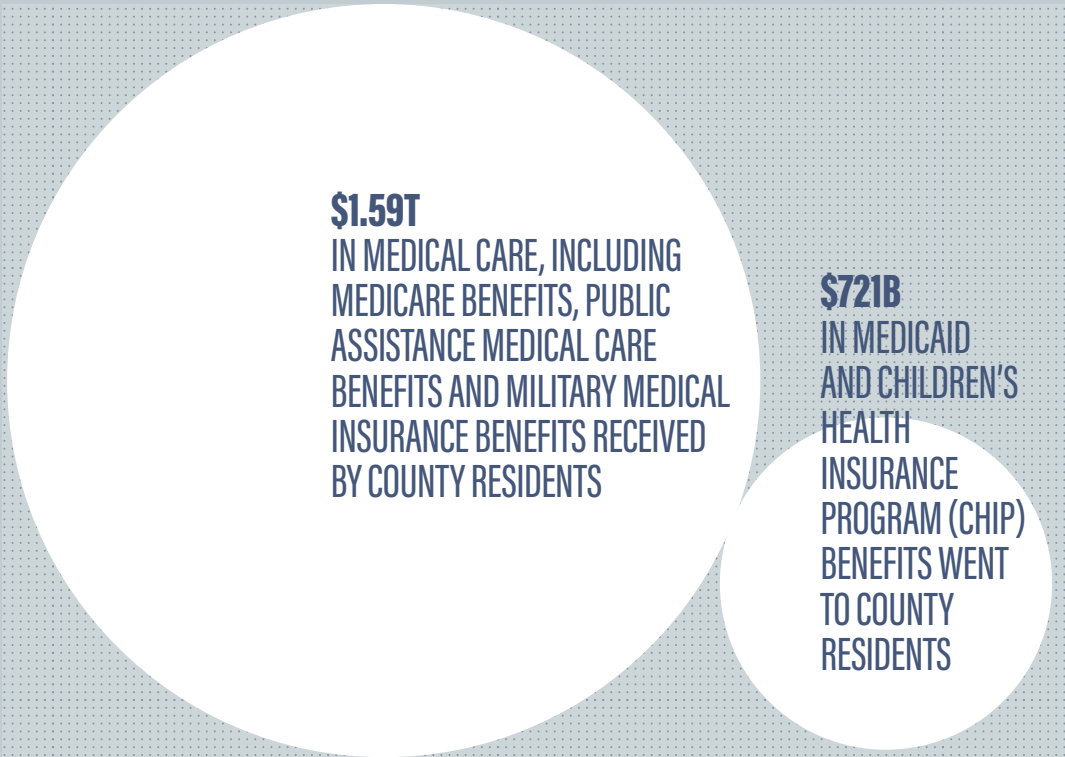 $1.59T
IN MEDICAL CARE, INCLUDING
MEDICARE BENEFITS, PUBLIC
ASSISTANCE MEDICAL CARE
BENEFITS AND MILITARY MEDICAL
INSURANCE BENEFITS RECEIVED
BY COUNTY RESIDENTS
$721B
IN MEDICAID
AND CHILDREN’S
HEALTH
INSURANCE
PROGRAM (CHIP)
BENEFITS WENT
TO COUNTY
RESIDENTS